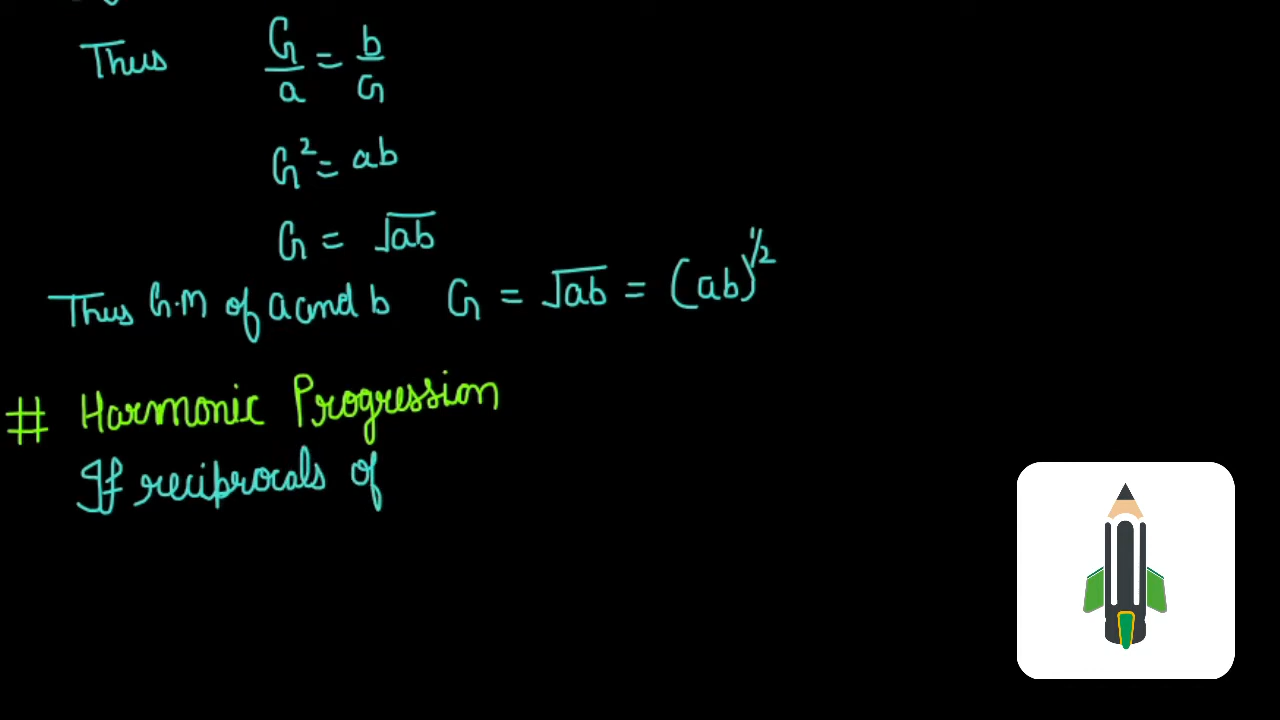 Thus G/a = b/G
G² = ab
G = √ab
Thus G.M of a and b G = √ab = (ab)^1/2
# Harmonic Progression
If reciprocals of